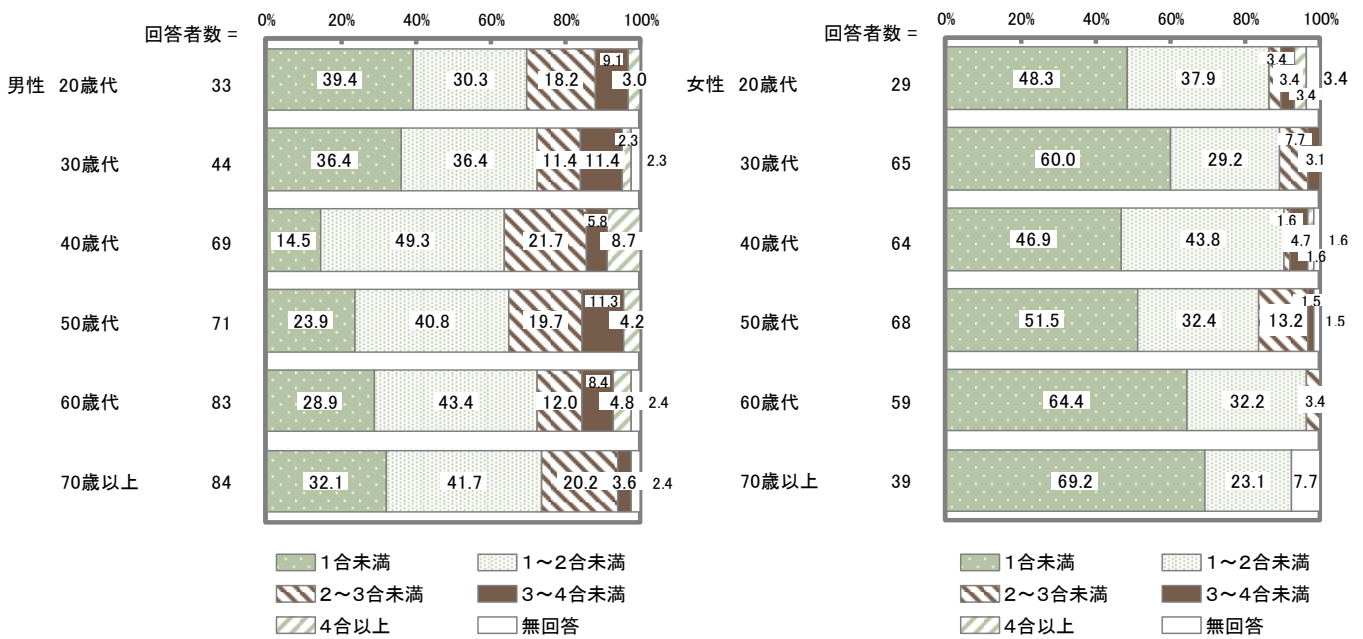 0% 20% 40% 60% 80% 100%
回答者数 =
男性 20歳代 33 39.4 30.3 18.2 9.1 3.0
30歳代 44 36.4 36.4 11.4 11.4 2.3 2.3
40歳代 69 14.5 49.3 21.7 5.8 8.7
50歳代 71 23.9 40.8 19.7 11.3 4.2
60歳代 83 28.9 43.4 12.0 8.4 4.8 2.4
70歳以上 84 32.1 41.7 20.2 3.6 2.4
1合未満 1～2合未満
2～3合未満 3～4合未満
4合以上 無回答
0% 20% 40% 60% 80% 100%
回答者数 =
女性 20歳代 29 48.3 37.9 3.4 3.4 3.4 3.4
30歳代 65 60.0 29.2 7.7 3.1
40歳代 64 46.9 43.8 1.6 4.7 1.6 1.6
50歳代 68 51.5 32.4 13.2 1.5 1.5
60歳代 59 64.4 32.2 3.4
70歳以上 39 69.2 23.1 7.7
1合未満 1～2合未満
2～3合未満 3～4合未満
4合以上 無回答